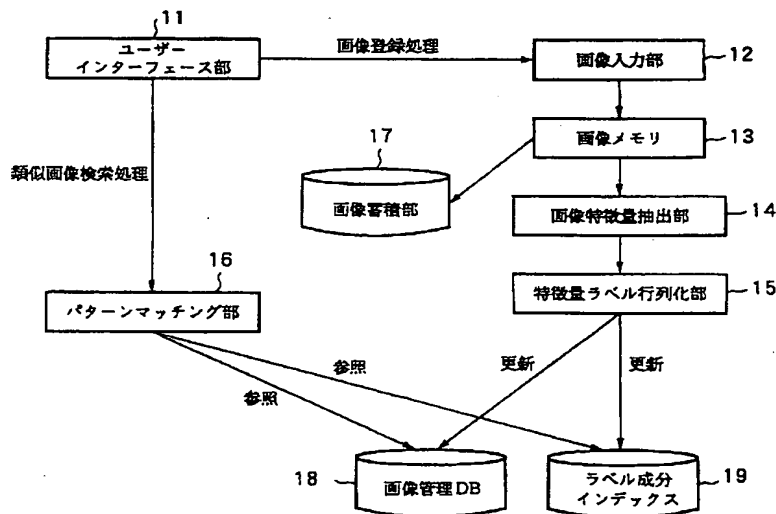 11
ユーザー
インターフェース部
画像登録処理
画像入力部
12
画像メモリ
13
17
画像蓄積部
類似画像検索処理
画像特徴量抽出部
14
16
パターンマッチング部
特徴量ラベル行列化部
15
参照
参照
更新
更新
18
画像管理DB
ラベル成分
インデックス
19